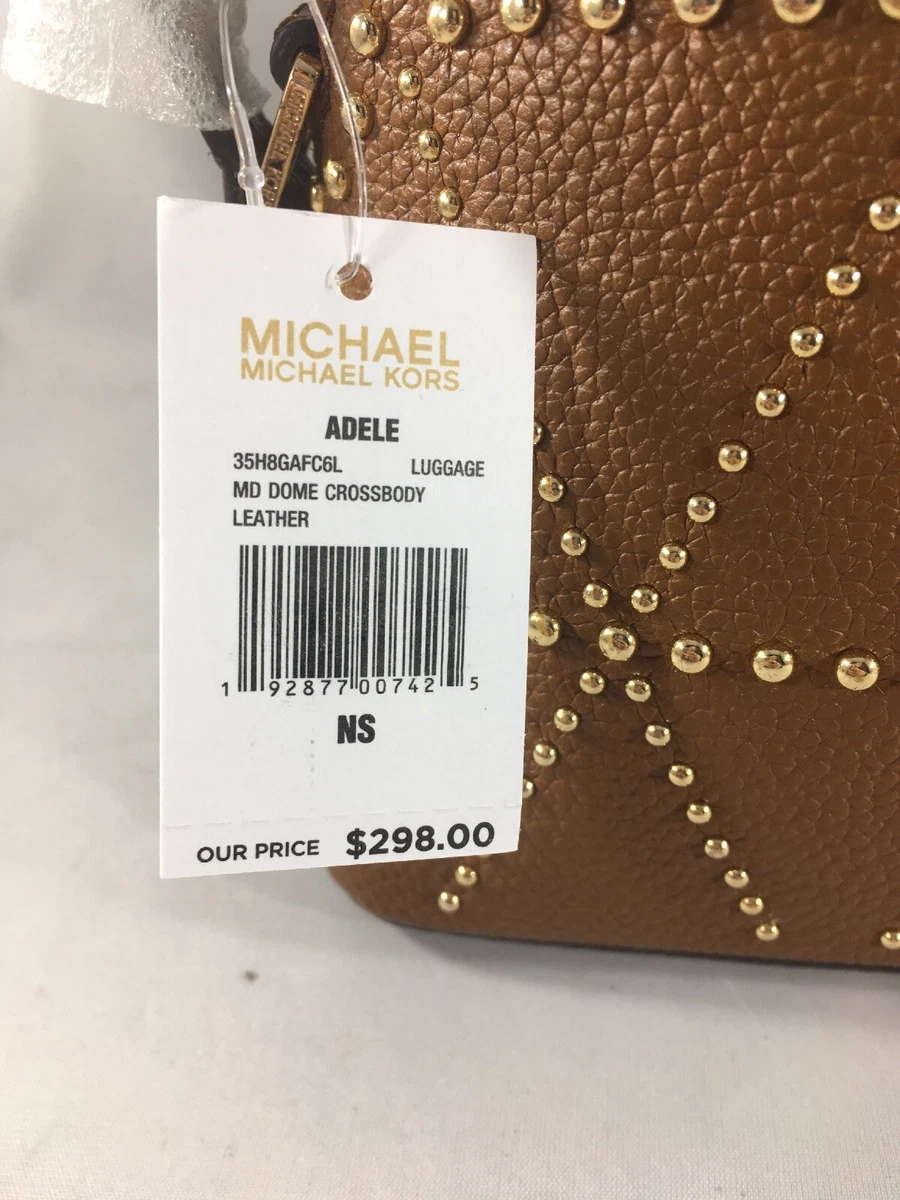 MICHAEL
MICHAEL KORS
ADELE
35H8GAFC6L LUGGAGE
MD DOME CROSSBODY
LEATHER
1 92877 00742 5
NS
OUR PRICE $298.00